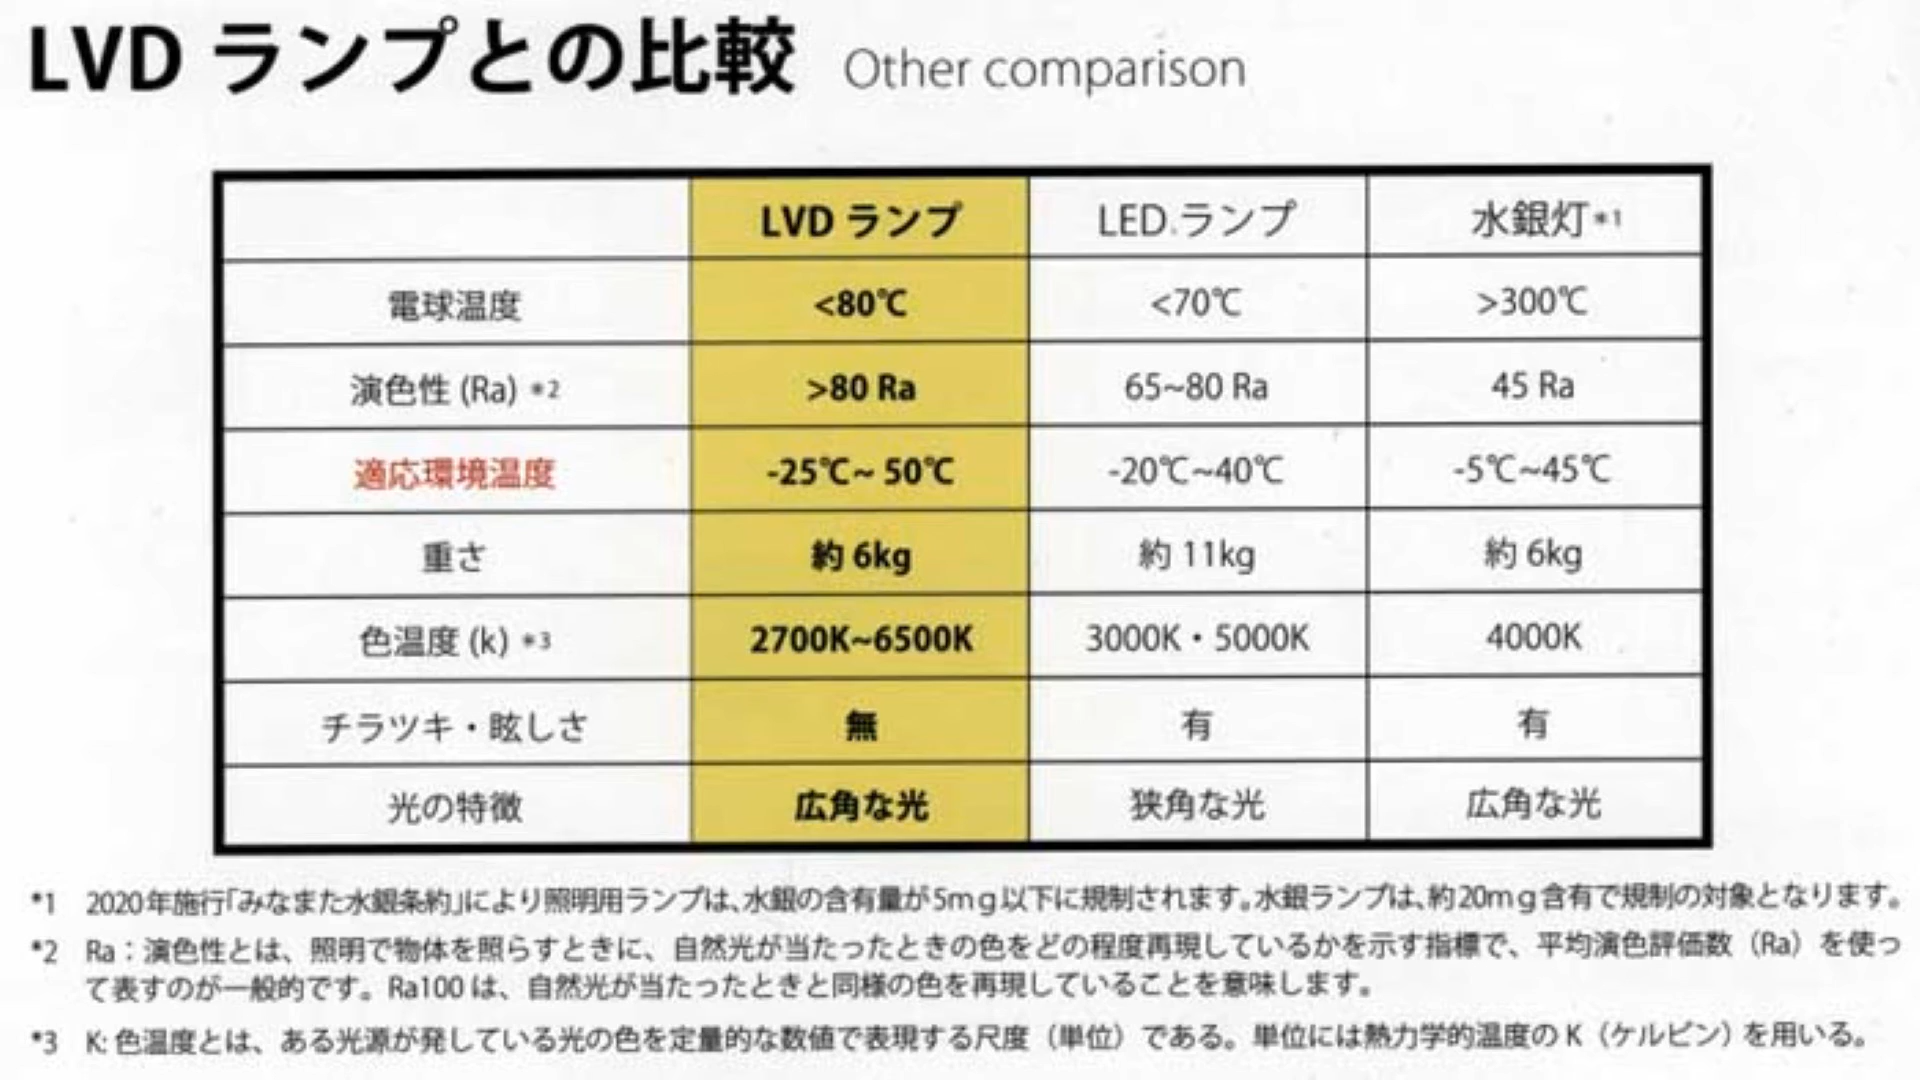 LVD ランプとの比較 Other comparison
LVD ランプ LED.ランプ 水銀灯*1
電球温度 <80℃ <70℃ >300℃
演色性 (Ra) *2 >80 Ra 65~80 Ra 45 Ra
適応環境温度 -25℃~ 50℃ -20℃~40℃ -5℃~45℃
重さ 約 6kg 約 11kg 約 6kg
色温度 (k) *3 2700K~6500K 3000K・5000K 4000K
チラツキ・眩しさ 無 有 有
光の特徴 広角な光 狭角な光 広角な光
*1 2020年施行「みなまた水銀条約」により照明用ランプは、水銀の含有量が5mg以下に規制されます。水銀ランプは、約20mg含有で規制の対象となります。
*2 Ra：演色性とは、照明で物体を照らすときに、自然光が当たったときの色をどの程度再現しているかを示す指標で、平均演色評価数（Ra）を使っ
て表すのが一般的です。Ra100 は、自然光が当たったときと同様の色を再現していることを意味します。
*3 K: 色温度とは、ある光源が発している光の色を定量的な数値で表現する尺度（単位）である。単位には熱力学的温度の K（ケルビン）を用いる。